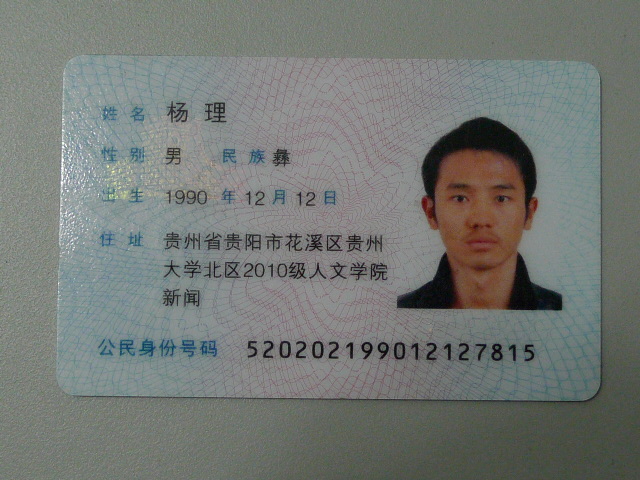 姓名 杨理
性别 男 民族 彝
出生 1990 年 12 月 12 日
住址 贵州省贵阳市花溪区贵州
大学北区2010级人文学院
新闻
公民身份号码 520202199012127815